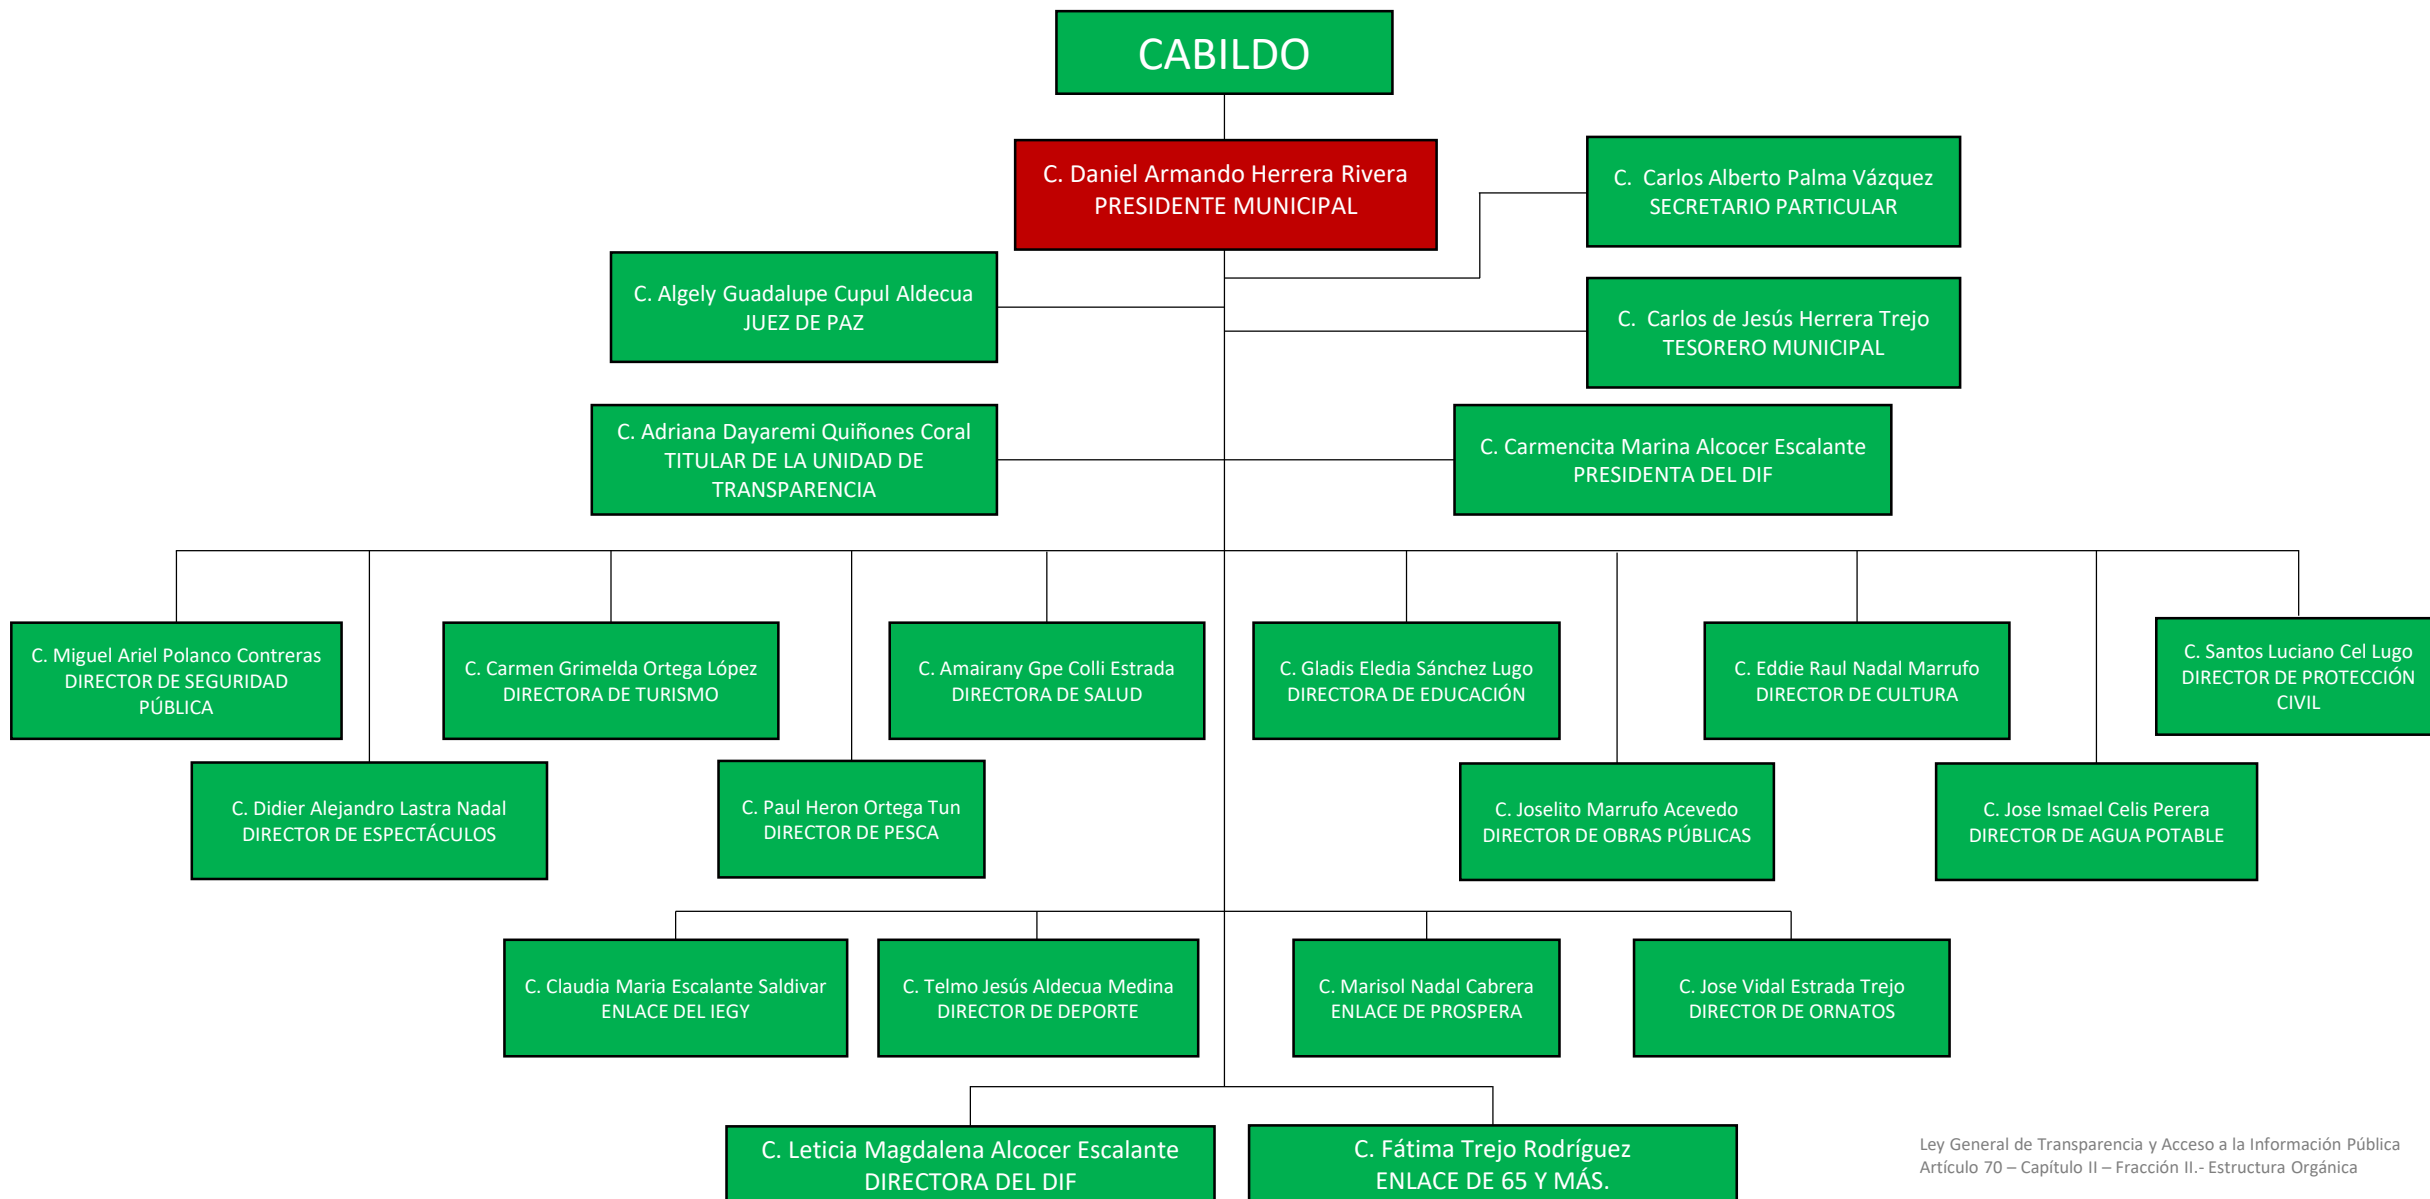 CABILDO
C. Daniel Armando Herrera Rivera
PRESIDENTE MUNICIPAL
C.  Carlos Alberto Palma Vázquez
SECRETARIO PARTICULAR
C. Algely Guadalupe Cupul Aldecua
JUEZ DE PAZ
C.  Carlos de Jesús Herrera Trejo
TESORERO MUNICIPAL
C. Adriana Dayaremi Quiñones Coral
TITULAR DE LA UNIDAD DE
TRANSPARENCIA
C. Carmencita Marina Alcocer Escalante
PRESIDENTA DEL DIF
C. Miguel Ariel Polanco Contreras
DIRECTOR DE SEGURIDAD
PÚBLICA
C. Carmen Grimelda Ortega López
DIRECTORA DE TURISMO
C. Amairany Gpe Colli Estrada
DIRECTORA DE SALUD
C. Gladis Eledia Sánchez Lugo
DIRECTORA DE EDUCACIÓN
C. Eddie Raul Nadal Marrufo
DIRECTOR DE CULTURA
C. Santos Luciano Cel Lugo
DIRECTOR DE PROTECCIÓN
CIVIL
C. Didier Alejandro Lastra Nadal
DIRECTOR DE ESPECTÁCULOS
C. Paul Heron Ortega Tun
DIRECTOR DE PESCA
C. Joselito Marrufo Acevedo
DIRECTOR DE OBRAS PÚBLICAS
C. Jose Ismael Celis Perera
DIRECTOR DE AGUA POTABLE
C. Claudia Maria Escalante Saldivar
ENLACE DEL IEGY
C. Telmo Jesús Aldecua Medina
DIRECTOR DE DEPORTE
C. Marisol Nadal Cabrera
ENLACE DE PROSPERA
C. Jose Vidal Estrada Trejo
DIRECTOR DE ORNATOS
C. Leticia Magdalena Alcocer Escalante
DIRECTORA DEL DIF
C. Fátima Trejo Rodríguez
ENLACE DE 65 Y MÁS.
Ley General de Transparencia y Acceso a la Información Pública
Artículo 70 – Capítulo II – Fracción II.- Estructura Orgánica